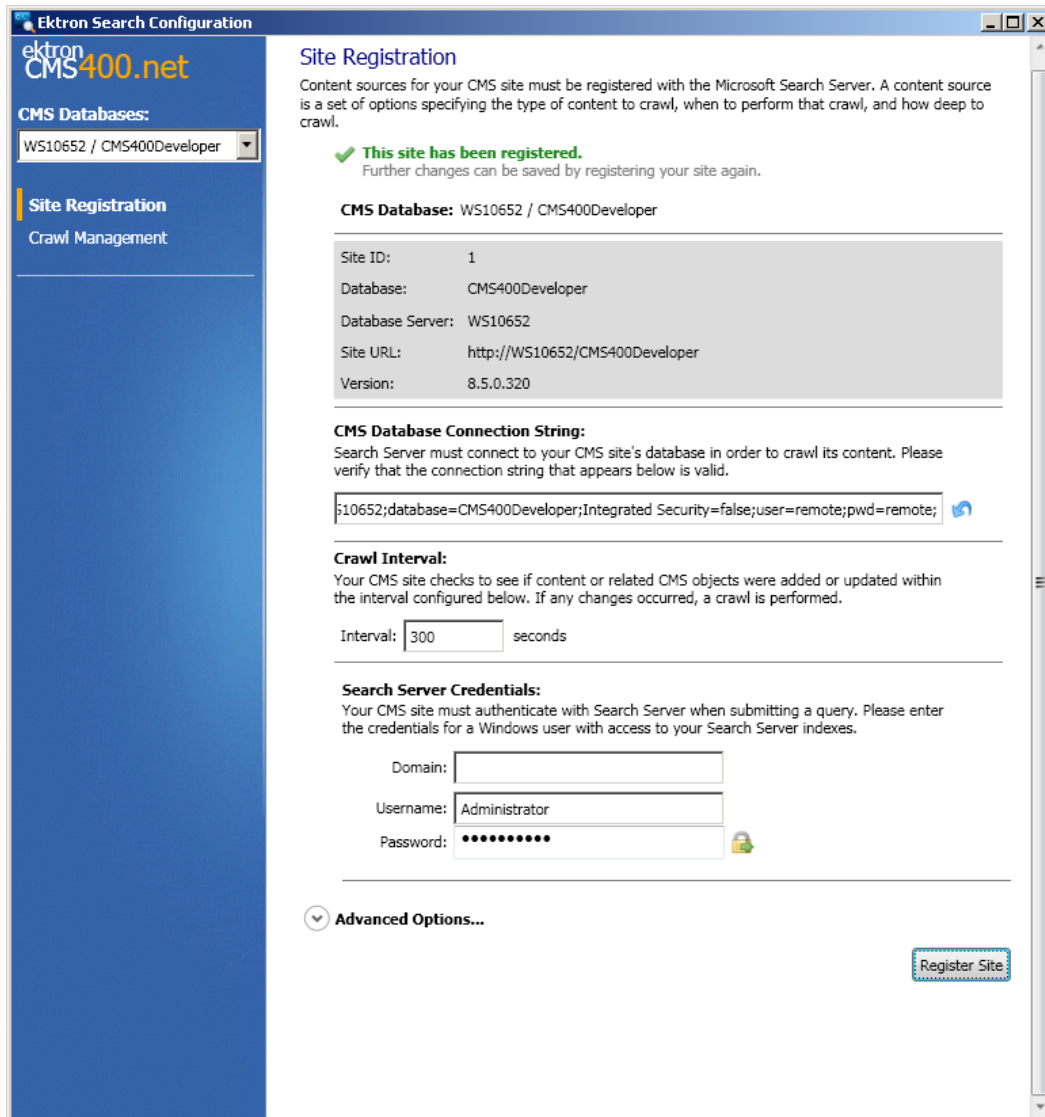 Ektron Search Configuration
ektron
CMS400.net
CMS Databases:
WS10652 / CMS400Developer
Site Registration
Crawl Management
Site Registration
Content sources for your CMS site must be registered with the Microsoft Search Server. A content source
is a set of options specifying the type of content to crawl, when to perform that crawl, and how deep to
crawl.
This site has been registered.
Further changes can be saved by registering your site again.
CMS Database: WS10652 / CMS400Developer
Site ID: 1
Database: CMS400Developer
Database Server: WS10652
Site URL: http://WS10652/CMS400Developer
Version: 8.5.0.320
CMS Database Connection String:
Search Server must connect to your CMS site's database in order to crawl its content. Please
verify that the connection string that appears below is valid.
10652;database=CMS400Developer;Integrated Security=false;user=remote;pwd=remote;
Crawl Interval:
Your CMS site checks to see if content or related CMS objects were added or updated within
the interval configured below. If any changes occurred, a crawl is performed.
Interval: 300 seconds
Search Server Credentials:
Your CMS site must authenticate with Search Server when submitting a query. Please enter
the credentials for a Windows user with access to your Search Server indexes.
Domain:
Username: Administrator
Password: ••••••••••
Advanced Options...
Register Site